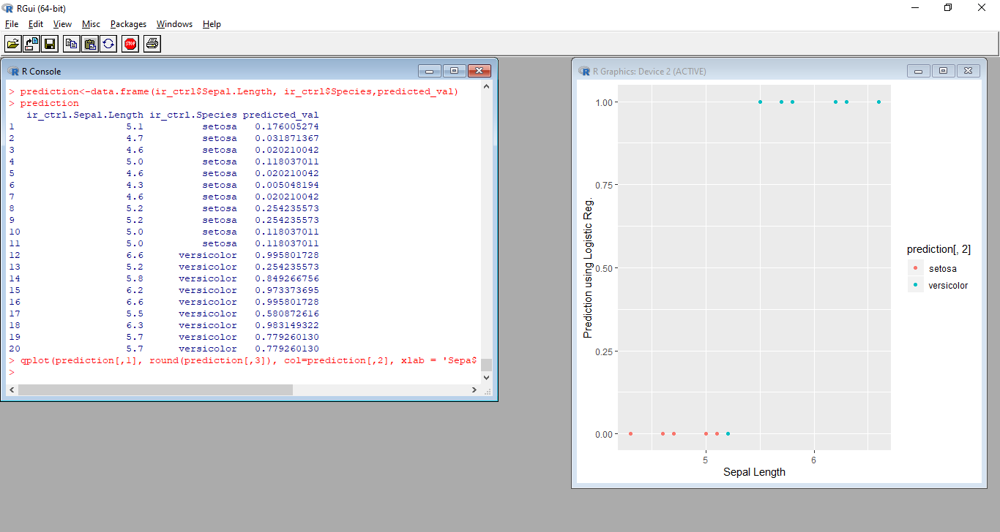 RGui (64-bit)
File Edit View Misc Packages Windows Help
STOP
R Console
> prediction<-data.frame(ir_ctrl$Sepal.Length, ir_ctrl$Species,predicted_val)
> prediction
ir_ctrl.Sepal.Length ir_ctrl.Species predicted_val
1 5.1 setosa 0.176005274
2 4.7 setosa 0.031871367
3 4.6 setosa 0.020210042
4 5.0 setosa 0.118037011
5 4.6 setosa 0.020210042
6 4.3 setosa 0.005048194
7 4.6 setosa 0.020210042
8 5.2 setosa 0.254235573
9 5.2 setosa 0.254235573
10 5.0 setosa 0.118037011
11 5.0 setosa 0.118037011
12 6.6 versicolor 0.995801728
13 5.2 versicolor 0.254235573
14 5.8 versicolor 0.849266756
15 6.2 versicolor 0.973373695
16 6.6 versicolor 0.995801728
17 5.5 versicolor 0.580872616
18 6.3 versicolor 0.983149322
19 5.7 versicolor 0.779260130
20 5.7 versicolor 0.779260130
> qplot(prediction[,1], round(prediction[,3]), col=prediction[,2], xlab = 'Sepa$
>
R Graphics: Device 2 (ACTIVE)
1.00
0.75
0.50
0.25
0.00
Prediction using Logistic Reg.
5 6
Sepal Length
prediction[, 2]
setosa
versicolor